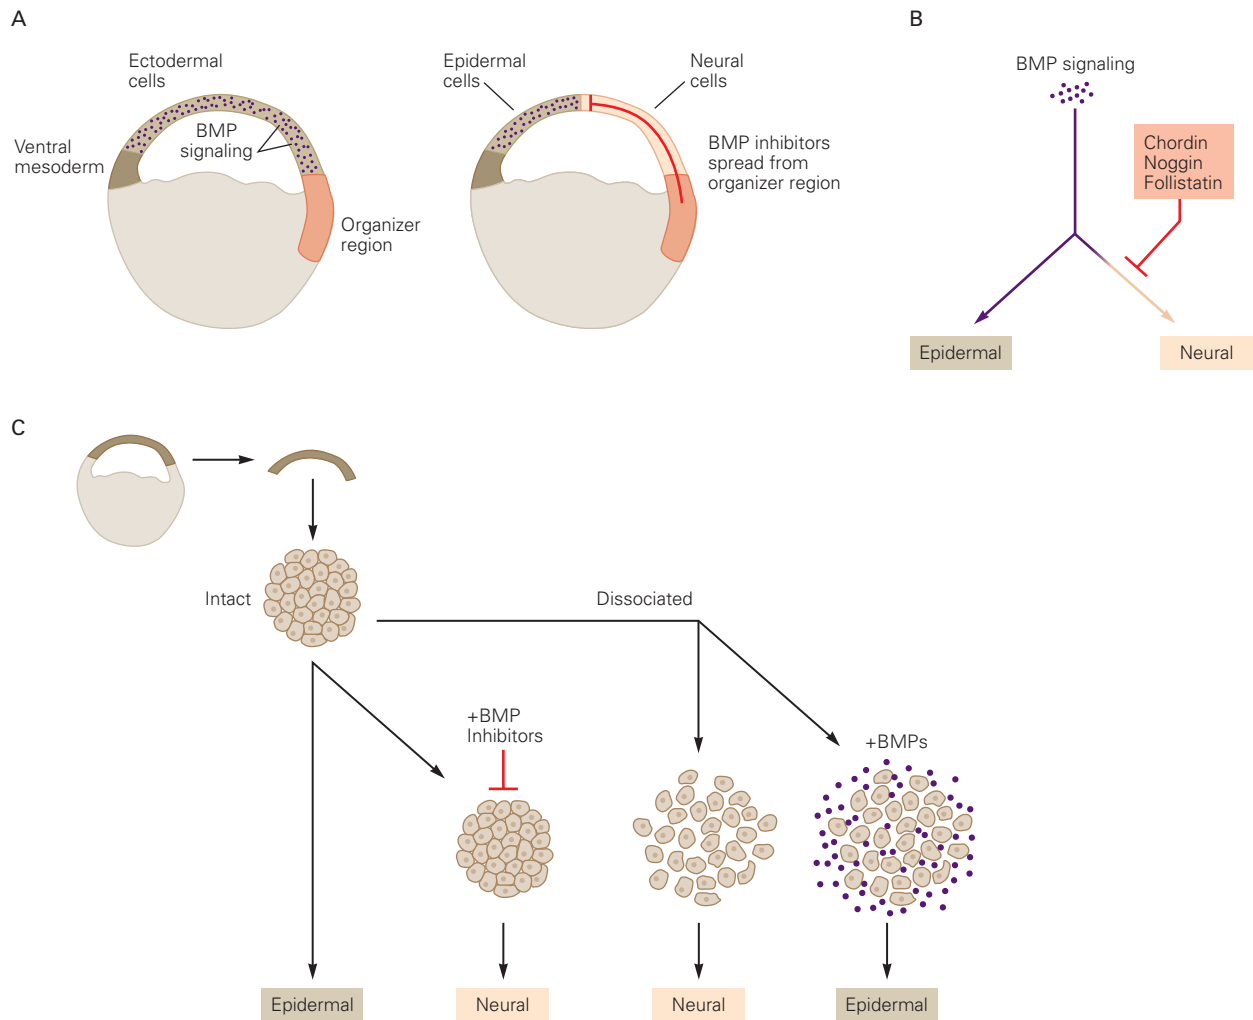 A
Ectodermal
cells
BMP
signaling
Ventral
mesoderm
Organizer
region
Epidermal
cells
Neural
cells
BMP inhibitors
spread from
organizer region
B
BMP signaling
Chordin
Noggin
Follistatin
Epidermal
Neural
C
Intact
Dissociated
+BMP
Inhibitors
+BMPs
Epidermal
Neural
Neural
Epidermal